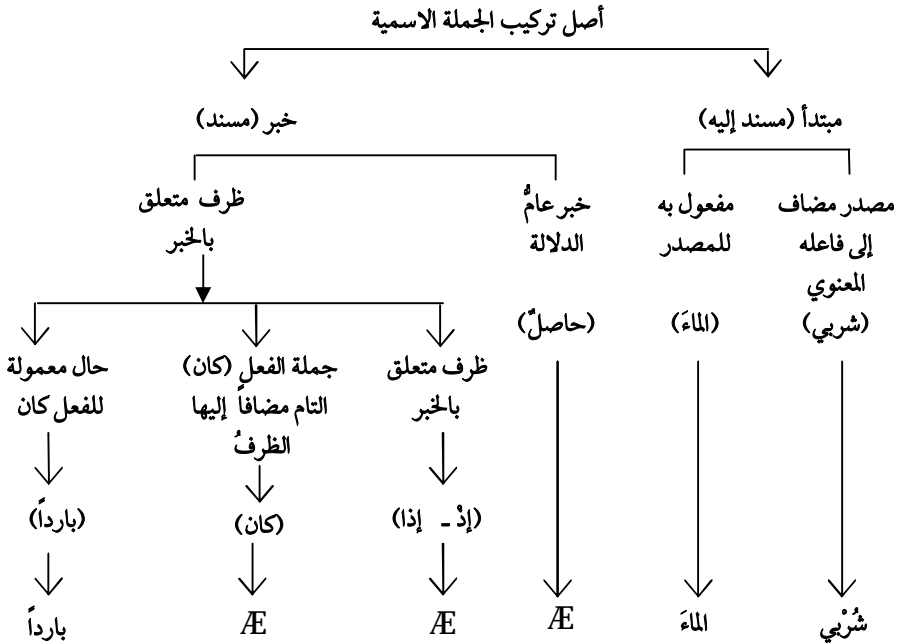 أصل تركيب الجملة الاسمية
مبتدأ (مسند إليه)
خبر (مسند)
مصدر مضاف
إلى فاعله
المعنوي
(شربي)
مفعول به
للمصدر
(الماءَ)
خبر عامُّ
الدلالة
(حاصلٌ)
ظرف متعلق
بالخبر
ظرف متعلق
بالخبر
جملة الفعل (كان)
التام مضافاً إليها
الظرفُ
حال معمولة
للفعل كان
(إذْ - إذا)
(كان)
(بارداً)
شُرْبي
الماءَ
Æ
Æ
Æ
بارداً